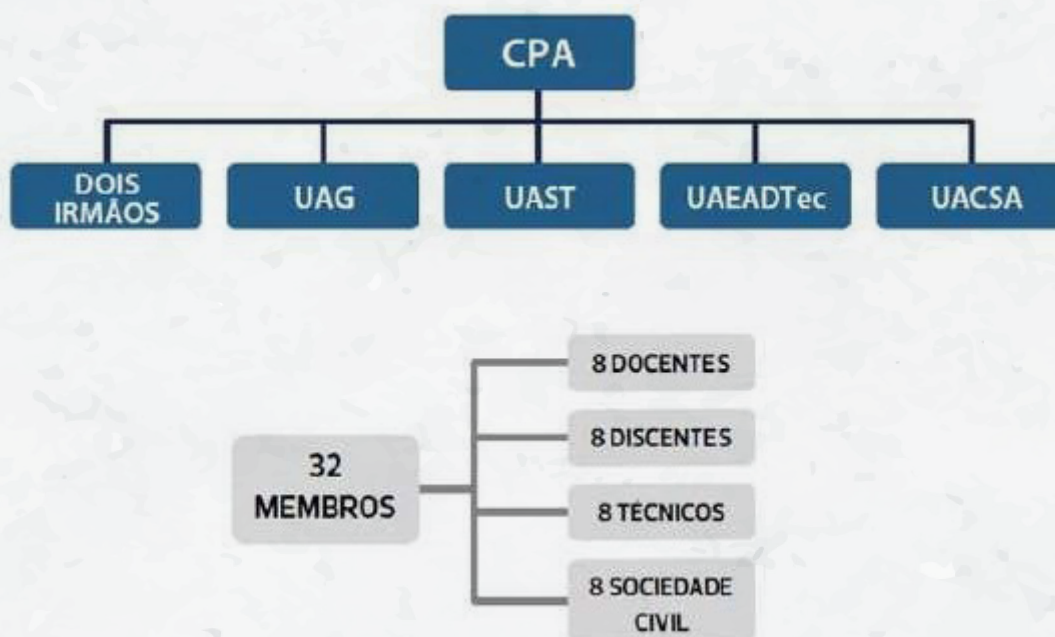 CPA
DOIS
IRMÃOS
UAG
UAST
UAEADTec
UACSA
32
MEMBROS
8 DOCENTES
8 DISCENTES
8 TÉCNICOS
8 SOCIEDADE
CIVIL